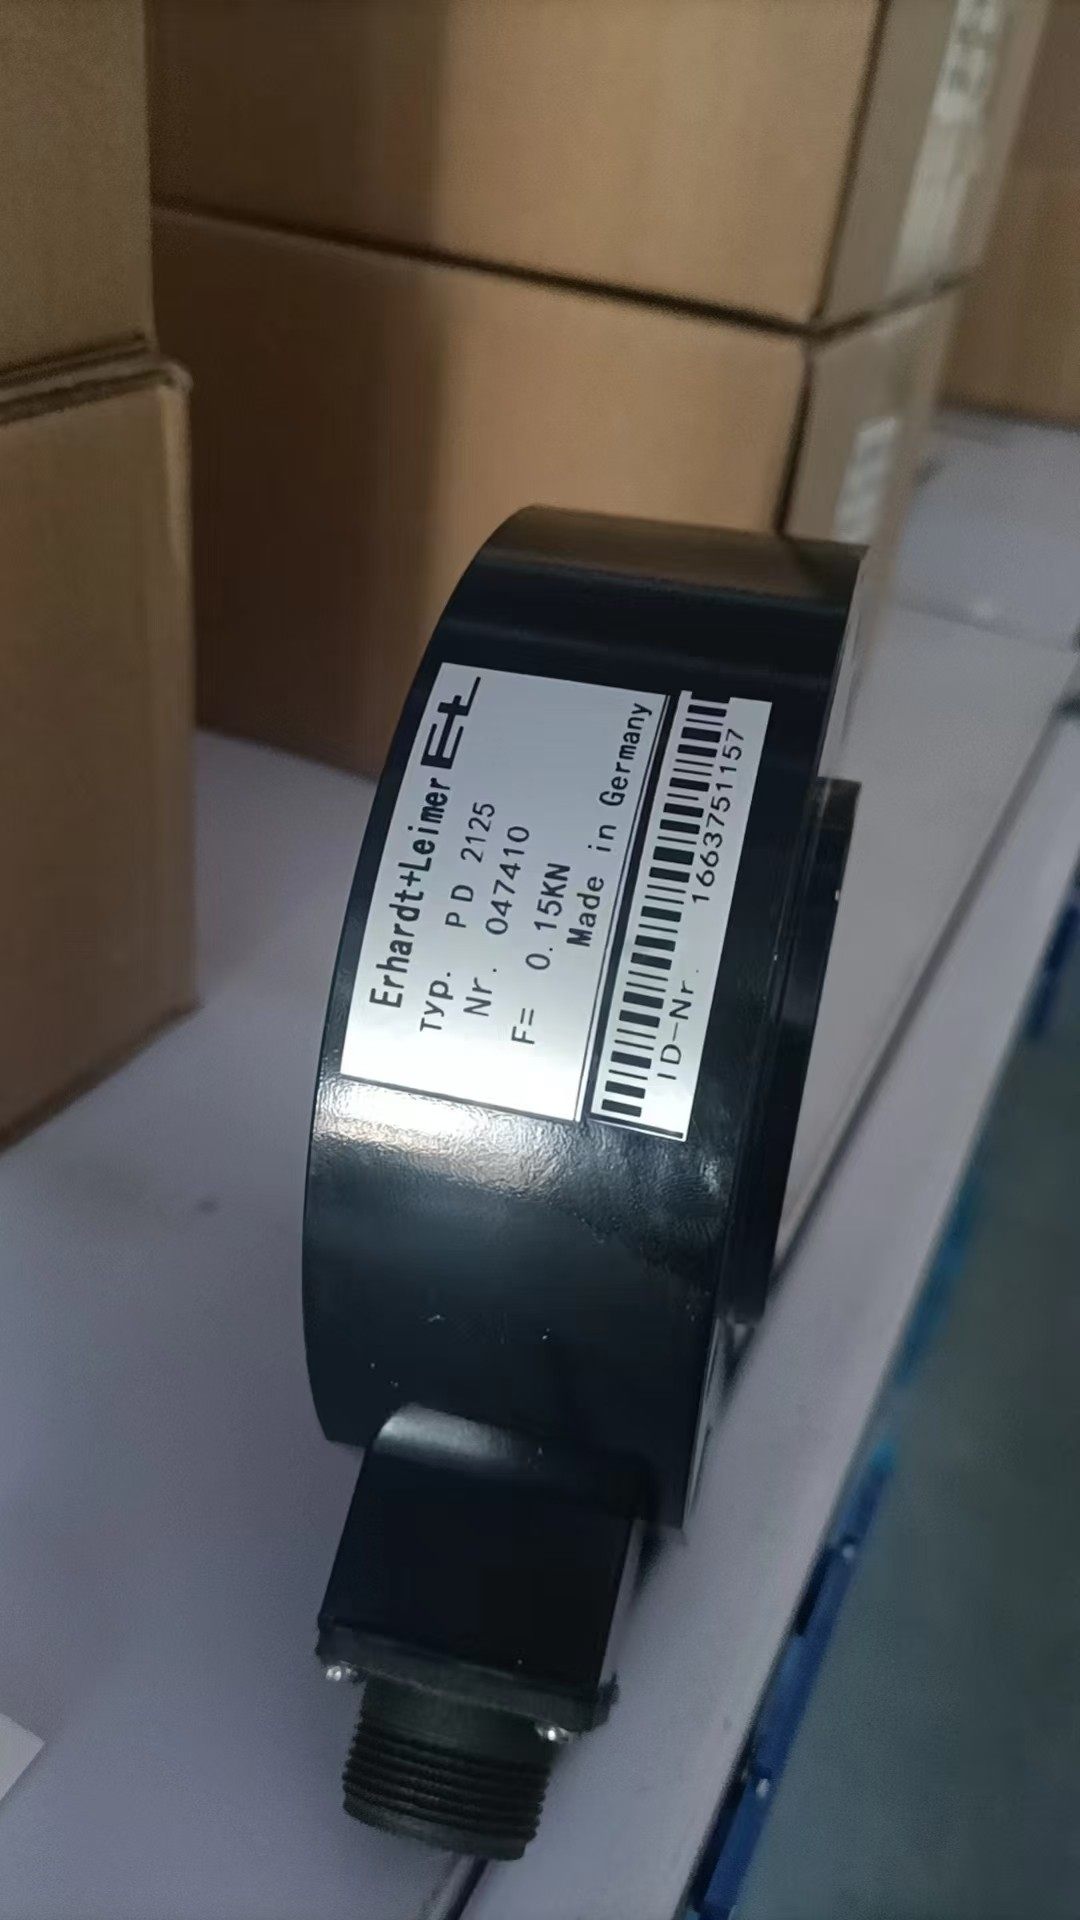 Erhardt+Leimer E+L
Typ. PD 2125
Nr. 047410
F= 0.15KN
Made in Germany
ID-Nr. 1663751157